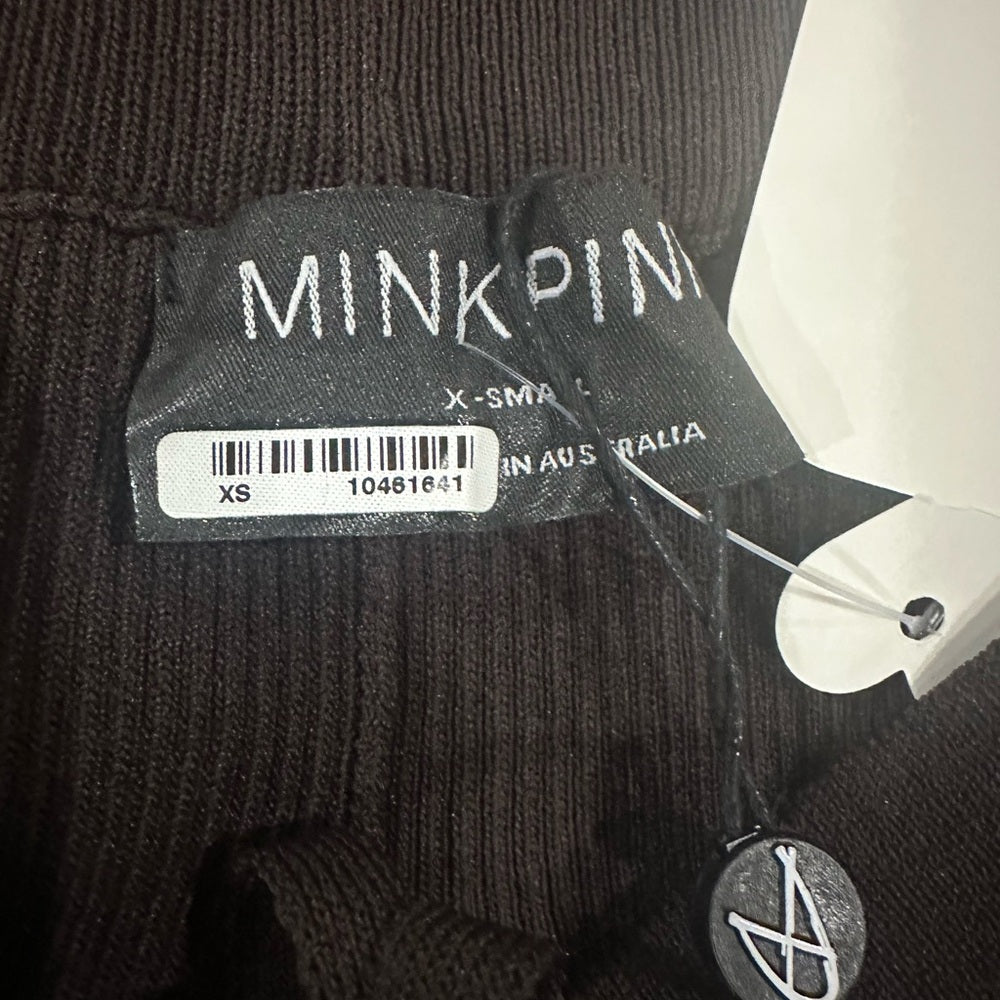 MINKPINK
X-SMALL
IN AUSTRALIA
XS 10461641